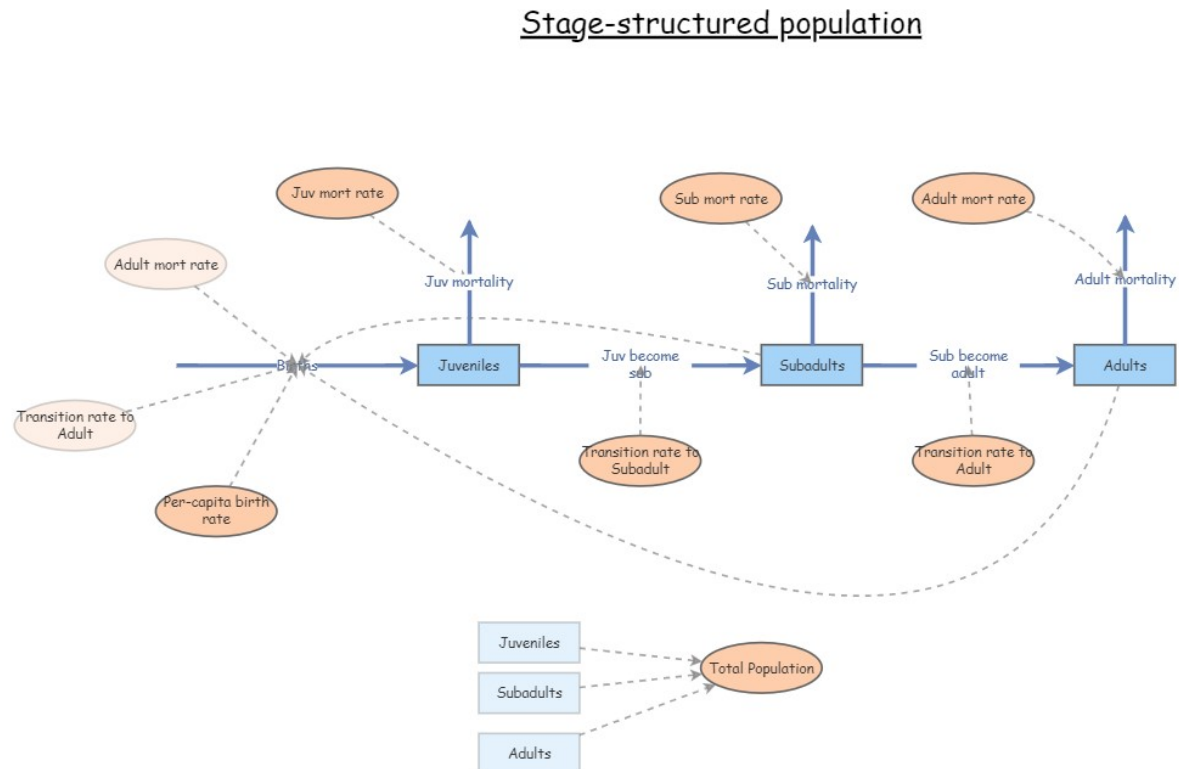 Stage-structured population
Juv mort rate
Sub mort rate
Adult mort rate
Adult mort rate
Juv mortality
Sub mortality
Adult mortality
Births
Juveniles
Juv become
sub
Subadults
Sub become
adult
Adults
Transition rate to
Adult
Transition rate to
Subadult
Transition rate to
Adult
Per-capita birth
rate
Juveniles
Total Population
Subadults
Adults